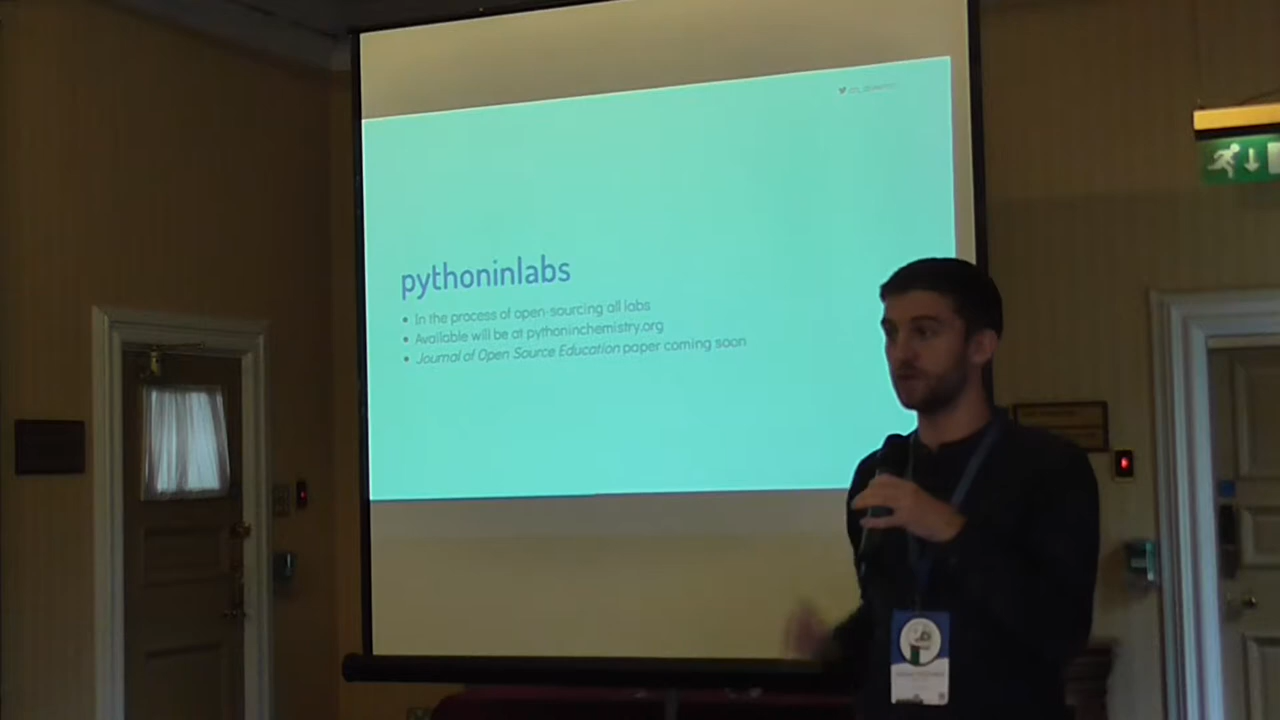 pythoninlabs
• In the process of open-sourcing all labs
• Available will be at pythoninchemistry.org
• Journal of Open Source Education paper coming soon